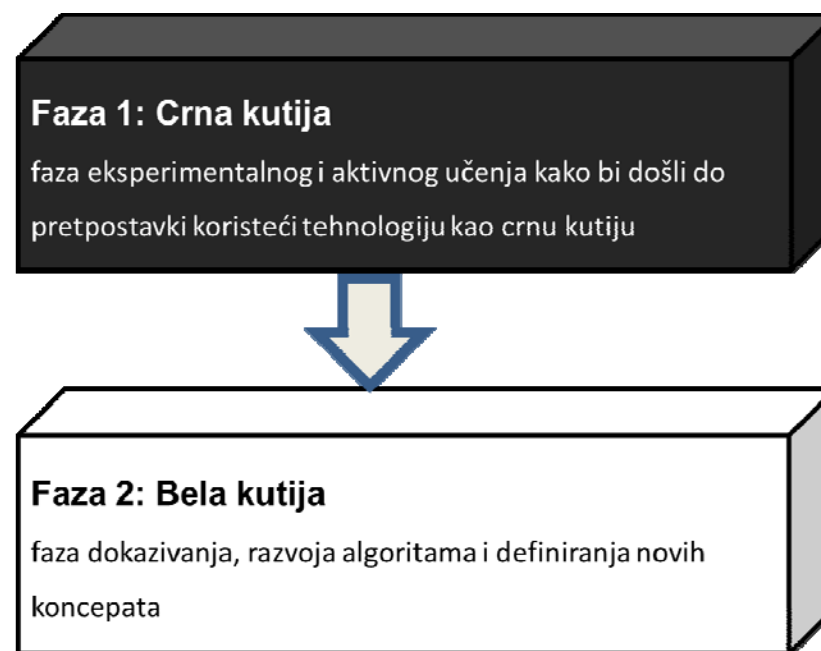 Faza 1: Crna kutija
faza eksperimentalnog i aktivnog učenja kako bi došli do
pretpostavki koristeći tehnologiju kao crnu kutiju
Faza 2: Bela kutija
faza dokazivanja, razvoja algoritama i definiranja novih
koncepata